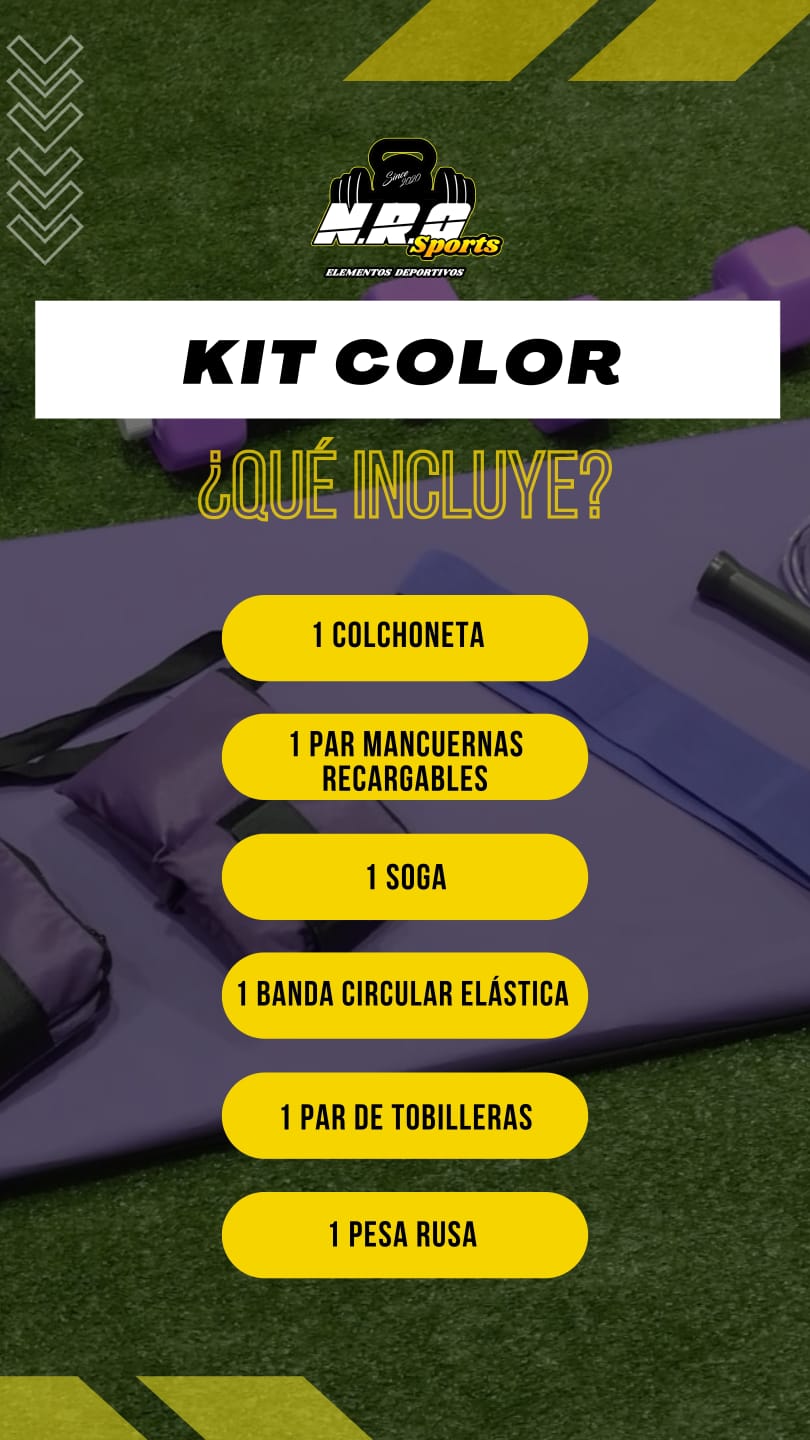 Since
2020
N.R.G
Sports
ELEMENTOS DEPORTIVOS
KIT COLOR
¿QUÉ INCLUYE?
1 COLCHONETA
1 PAR MANCUERNAS
RECARGABLES
1 SOGA
1 BANDA CIRCULAR ELÁSTICA
1 PAR DE TOBILLERAS
1 PESA RUSA